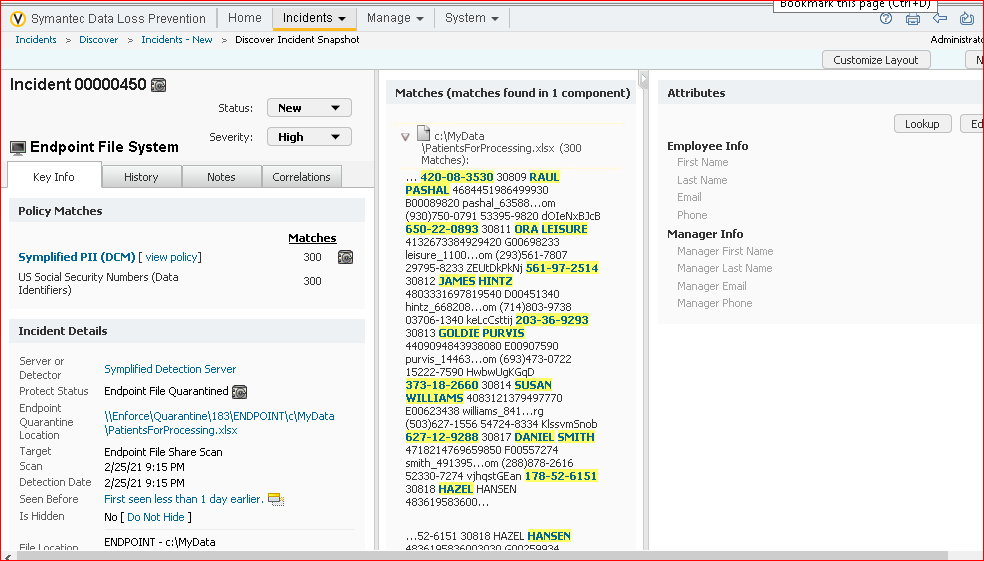 Bookmark this page (Ctrl+D)
Symantec Data Loss Prevention Home Incidents Manage System
Incidents > Discover > Incidents - New > Discover Incident Snapshot Administrato
Customize Layout N
Incident 00000450
Status: New
Severity: High
Endpoint File System
Key Info History Notes Correlations
Policy Matches
Matches
Symplified PII (DCM) [ view policy] 300
US Social Security Numbers (Data 300
Identifiers)
Incident Details
Server or
Detector Symplified Detection Server
Protect Status Endpoint File Quarantined
Endpoint
Quarantine
Location
\\Enforce\Quarantine\183\ENDPOINT\c\MyData
\PatientsForProcessing.xlsx
Target Endpoint File Share Scan
Scan 2/25/21 9:15 PM
Detection Date 2/25/21 9:15 PM
Seen Before First seen less than 1 day earlier.
Is Hidden No [ Do Not Hide ]
File Location ENDPOINT - c:\MyData
Matches (matches found in 1 component)
c:\MyData
\PatientsForProcessing.xlsx (300
Matches):
... 420-08-3530 30809 RAUL
PASHAL 4684451986499930
B00089820 pashal_63588...om
(930)750-0791 53395-9820 dOIeNxBJcB
650-22-0893 30811 ORA LEISURE
4132673384929420 G00698233
leisure_1100...om (293)561-7807
29795-8233 ZEUtDkPkNj 561-97-2514
30812 JAMES HINTZ
4803331697819540 D00451340
hintz_668208...om (714)803-9738
03706-1340 keLcCsttij 203-36-9293
30813 GOLDIE PURVIS
4409094843938080 E00907590
purvis_14463...om (693)473-0722
15222-7590 HwbwUgKGqD
373-18-2660 30814 SUSAN
WILLIAMS 4083121379497770
E00623438 williams_841...rg
(503)627-1556 54724-8334 KlssvmSnob
627-12-9288 30817 DANIEL SMITH
4718214769659850 F00557274
smith_491395...om (288)878-2616
52330-7274 vjhqstGEan 178-52-6151
30818 HAZEL HANSEN
483619583600...
...52-6151 30818 HAZEL HANSEN
4836195836003030 G00259934
Attributes
Lookup Ed
Employee Info
First Name
Last Name
Email
Phone
Manager Info
Manager First Name
Manager Last Name
Manager Email
Manager Phone